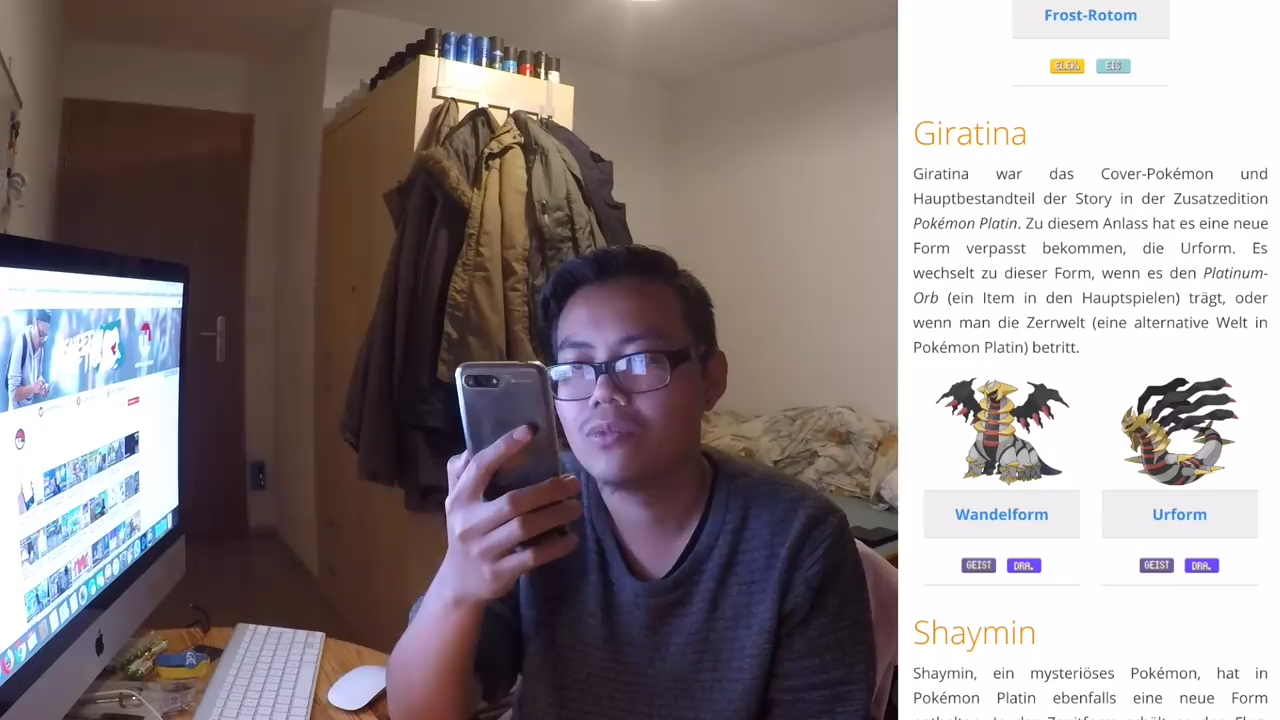 Frost-Rotom
ELEK. EIS
Giratina
Giratina war das Cover-Pokémon und
Hauptbestandteil der Story in der Zusatzedition
Pokémon Platin. Zu diesem Anlass hat es eine neue
Form verpasst bekommen, die Urform. Es
wechselt zu dieser Form, wenn es den Platinum-
Orb (ein Item in den Hauptspielen) trägt, oder
wenn man die Zerrwelt (eine alternative Welt in
Pokémon Platin) betritt.
Wandelform
Urform
GEIST DRA.
GEIST DRA.
Shaymin
Shaymin, ein mysteriöses Pokémon, hat in
Pokémon Platin ebenfalls eine neue Form